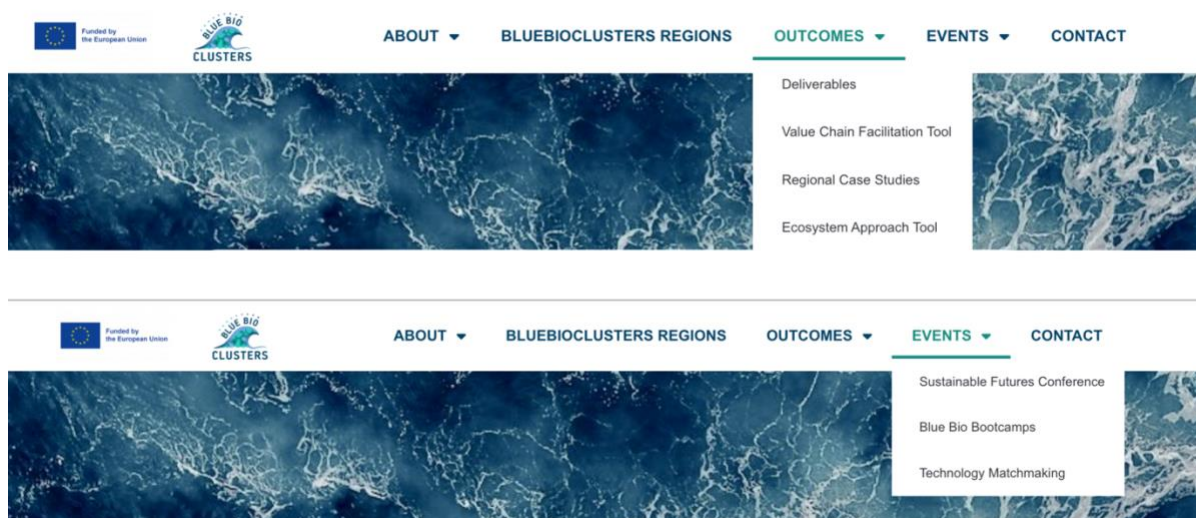 Funded by
the European Union
BLUE BIO
CLUSTERS
ABOUT
BLUEBIOCLUSTERS REGIONS
OUTCOMES
EVENTS
CONTACT
Deliverables
Value Chain Facilitation Tool
Regional Case Studies
Ecosystem Approach Tool
Funded by
the European Union
BLUE BIO
CLUSTERS
ABOUT
BLUEBIOCLUSTERS REGIONS
OUTCOMES
EVENTS
CONTACT
Sustainable Futures Conference
Blue Bio Bootcamps
Technology Matchmaking